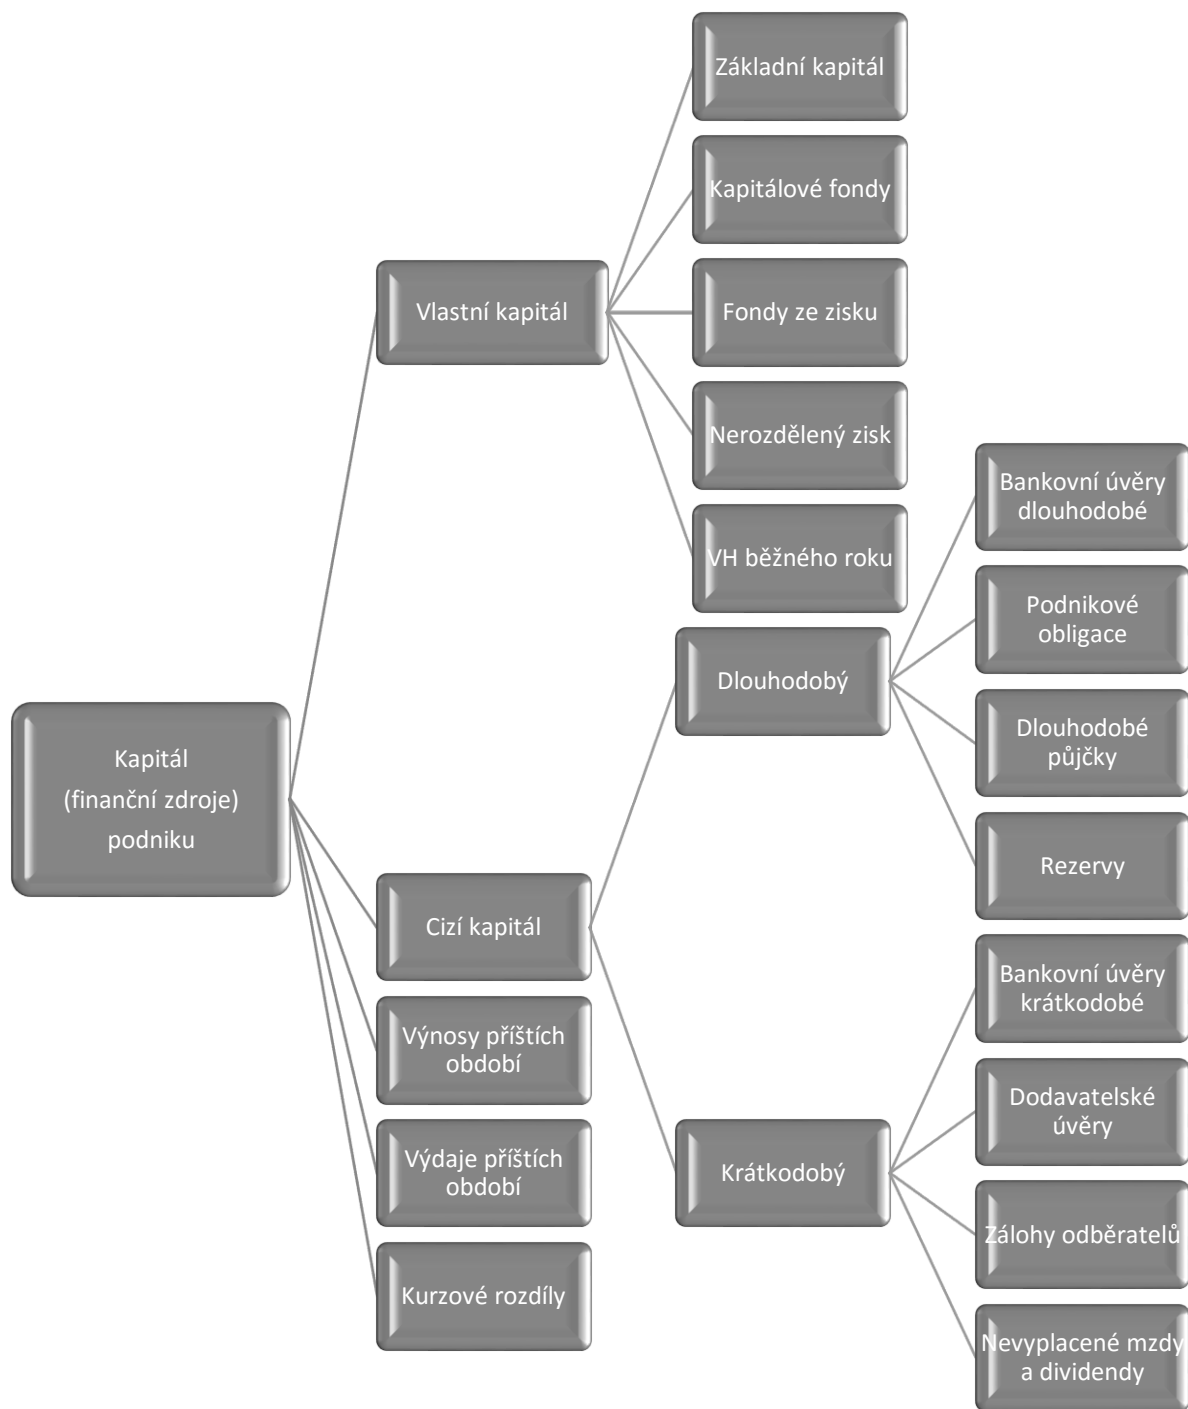 Kapitál
(finanční zdroje)
podniku
Vlastní kapitál
Základní kapitál
Kapitálové fondy
Fondy ze zisku
Nerozdělený zisk
VH běžného roku
Cizí kapitál
Dlouhodobý
Bankovní úvěry
dlouhodobé
Podnikové
obligace
Dlouhodobé
půjčky
Rezervy
Krátkodobý
Bankovní úvěry
krátkodobé
Dodavatelské
úvěry
Zálohy odběratelů
Nevyplacené mzdy
a dividendy
Výnosy příštích
období
Výdaje příštích
období
Kurzové rozdíly